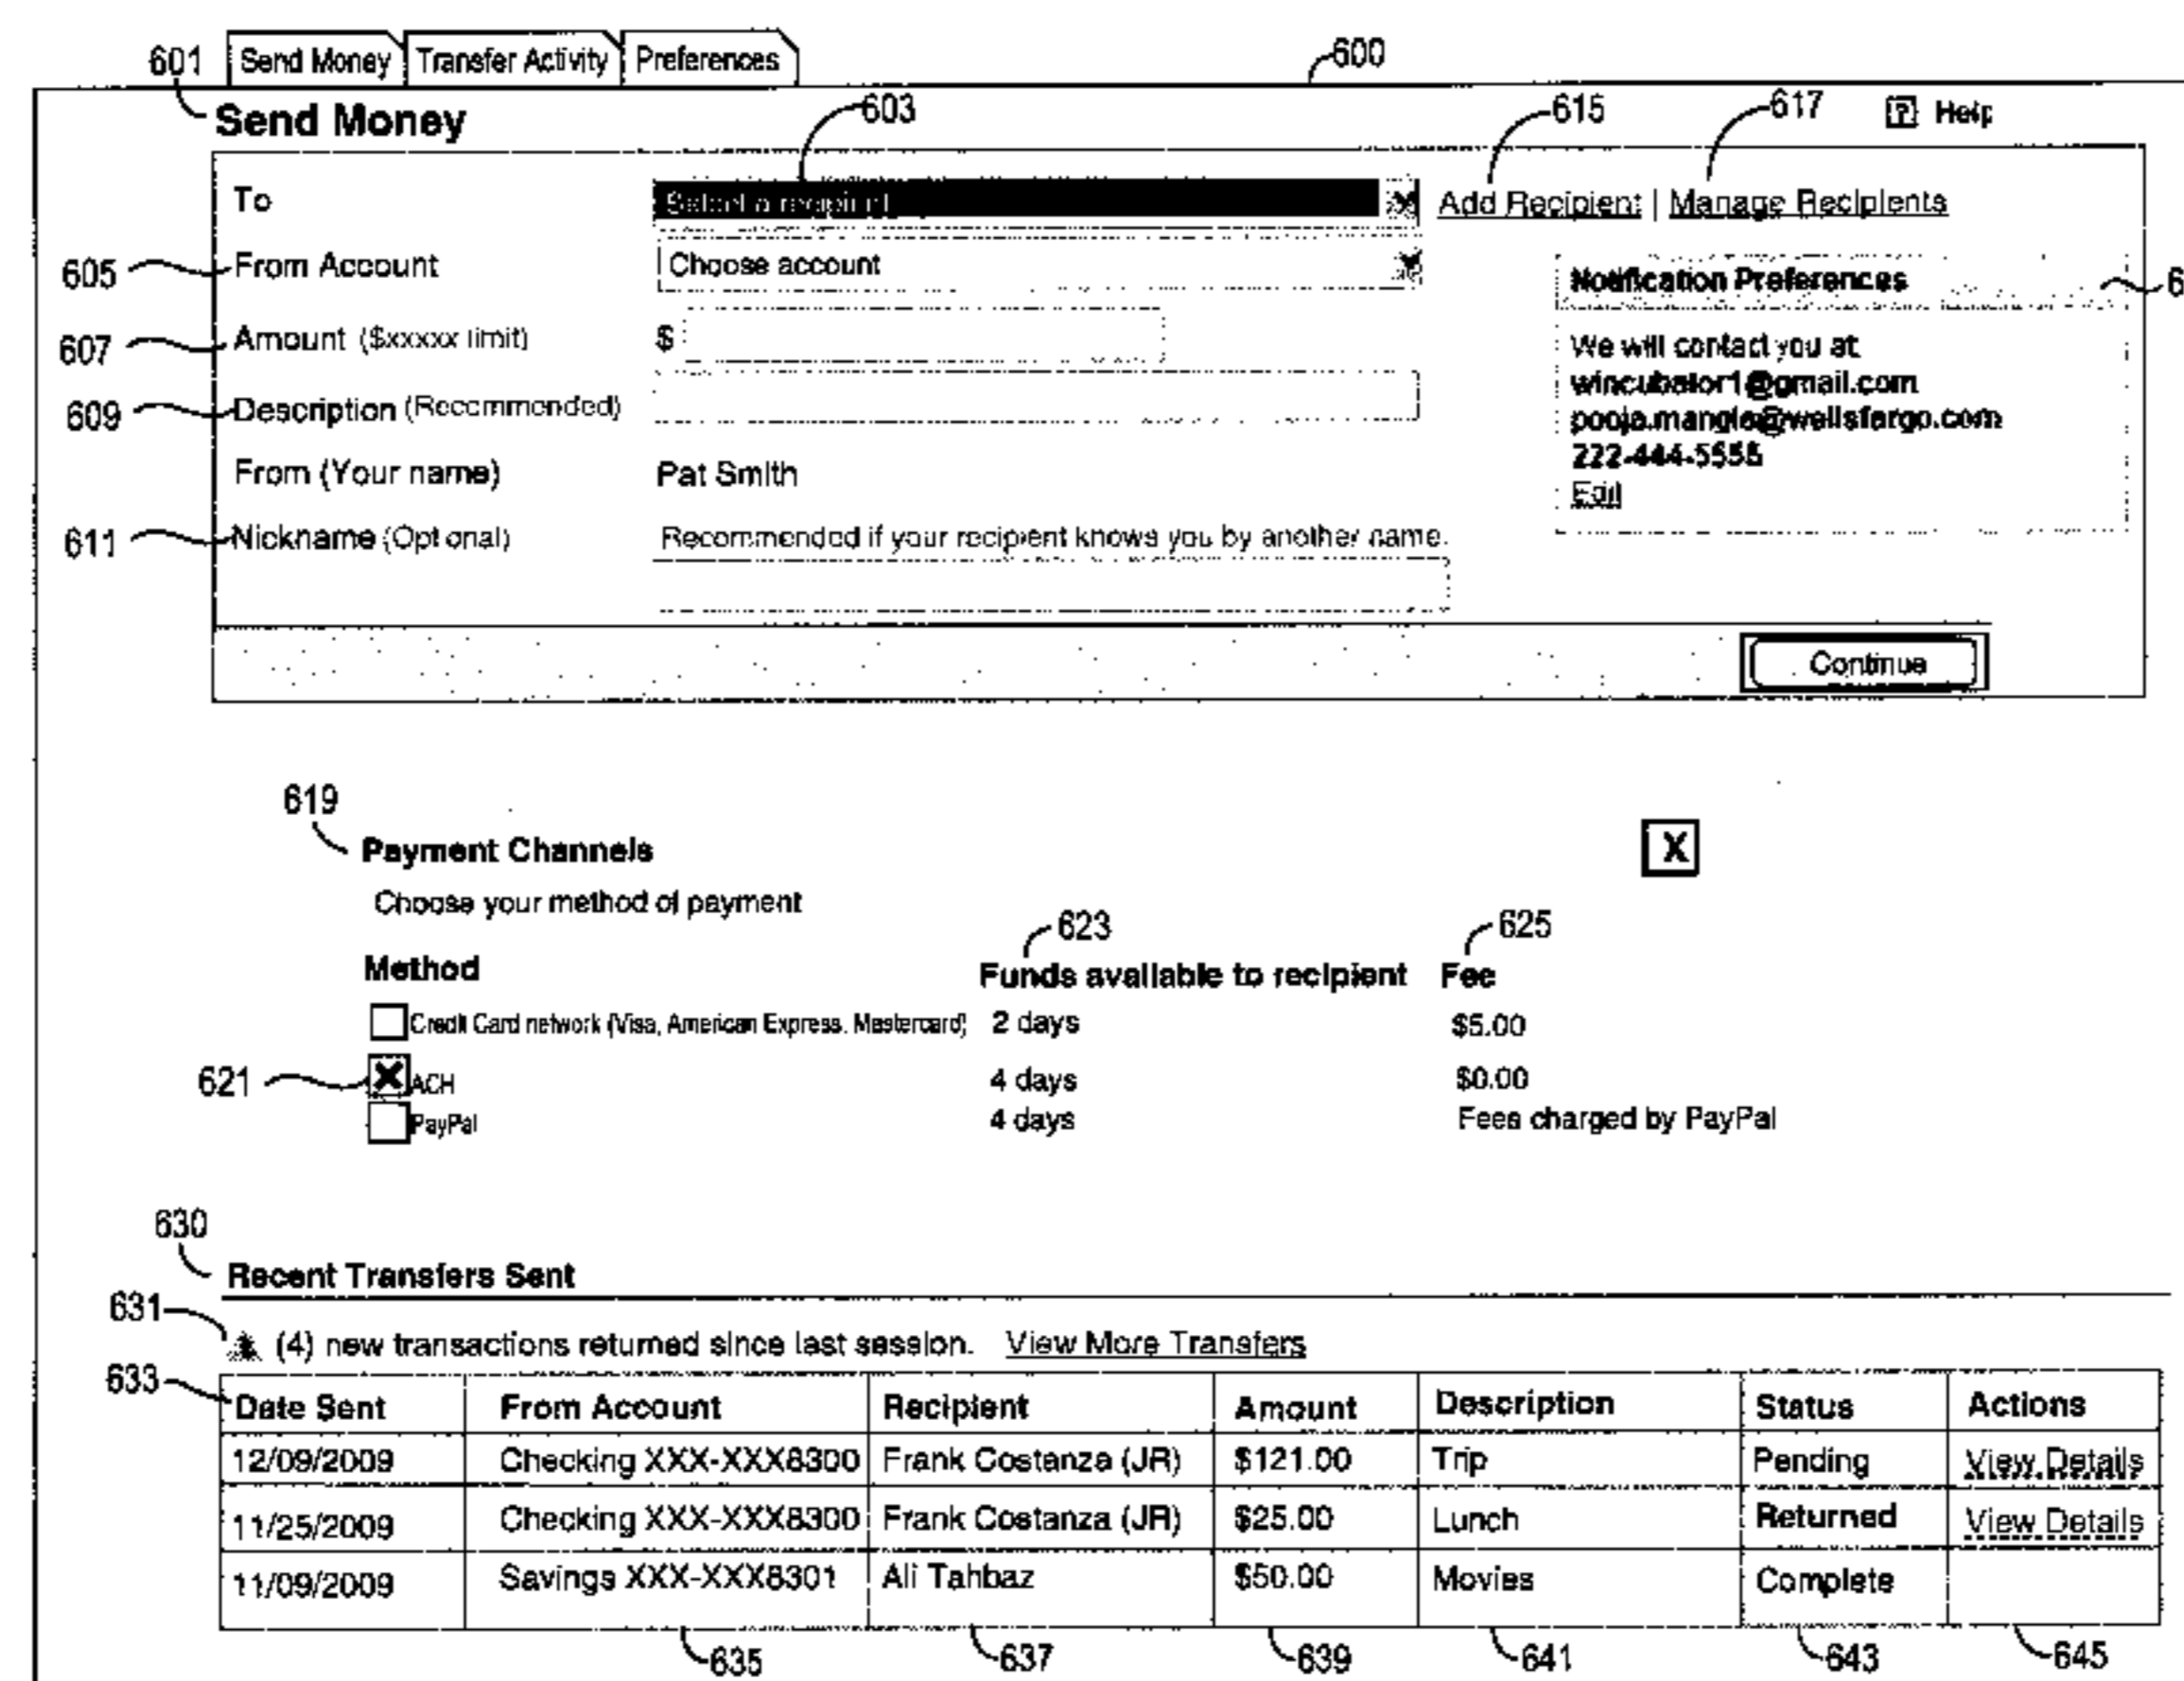 601 Send Money Transfer Activity Preferences 600
Send Money 603 615 617 ? Help
To Select a recipient Add Recipient | Manage Recipients
605 From Account Choose account Notification Preferences 6
607 Amount ($xxxxx limit) $ We will contact you at
wincubator1@gmail.com
609 Description (Recommended) pooja.mangla@wellsfargo.com
From (Your name) Pat Smith 222-444-5555
Edit
611 Nickname (Optional) Recommended if your recipient knows you by another name.
Continue
619
Payment Channels X
Choose your method of payment
623 625
Method Funds available to recipient Fee
Credit Card network (Visa, American Express. Mastercard) 2 days $5.00
621 X ACH 4 days $0.00
PayPal 4 days Fees charged by PayPal
630
Recent Transfers Sent
631
(4) new transactions returned since last session. View More Transfers
633
Date Sent From Account Recipient Amount Description Status Actions
12/09/2009 Checking XXX-XXX8300 Frank Costanza (JR) $121.00 Trip Pending View Details
11/25/2009 Checking XXX-XXX8300 Frank Costanza (JR) $25.00 Lunch Returned View Details
11/09/2009 Savings XXX-XXX8301 Ali Tahbaz $50.00 Movies Complete
635 637 639 641 643 645